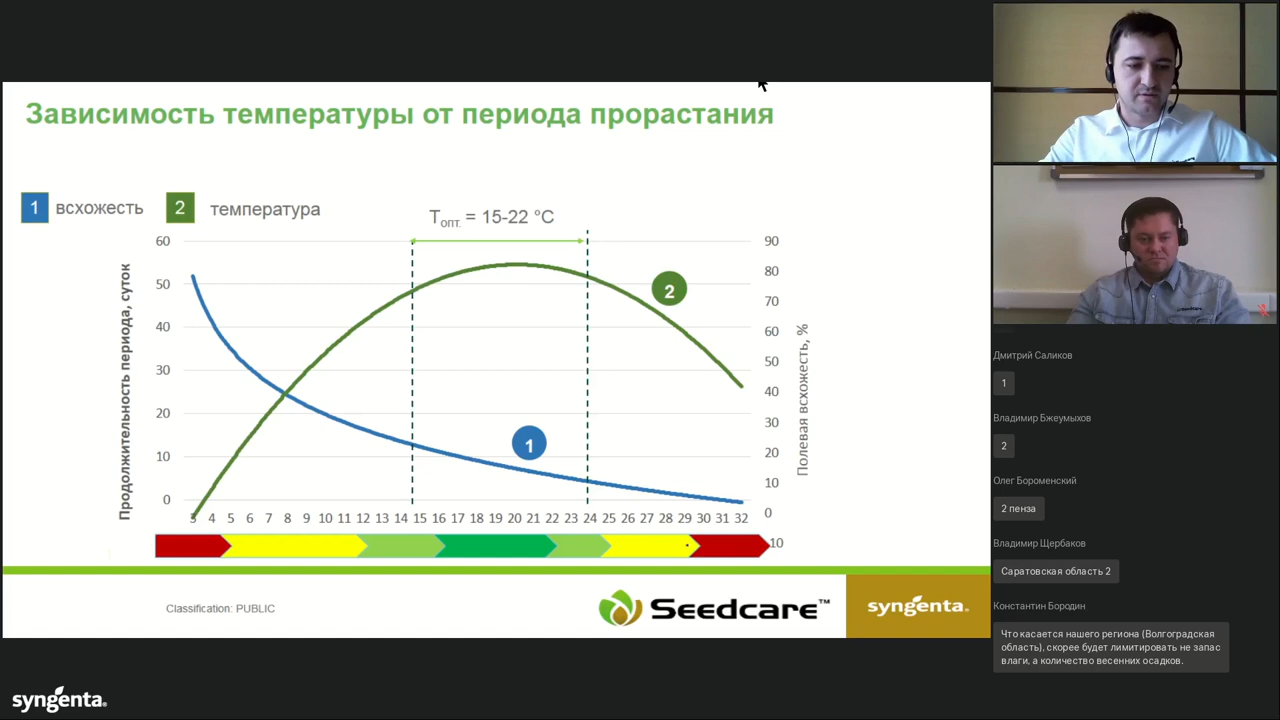 Зависимость температуры от периода прорастания
1 всхожесть 2 температура
Tопт. = 15-22 °C
Продолжительность периода, суток
60
50
40
30
20
10
0
2
1
90
80
70
60
50
40
30
20
10
0
10
Полевая всхожесть, %
3 4 5 6 7 8 9 10 11 12 13 14 15 16 17 18 19 20 21 22 23 24 25 26 27 28 29 30 31 32
Classification: PUBLIC
Seedcare™
syngenta.
syngenta.
Seedcare
Дмитрий Саликов
1
Владимир Бжеумыхов
2
Олег Бороменский
2 пенза
Владимир Щербаков
Саратовская область 2
Константин Бородин
Что касается нашего региона (Волгоградская
область), скорее будет лимитировать не запас
влаги, а количество весенних осадков.